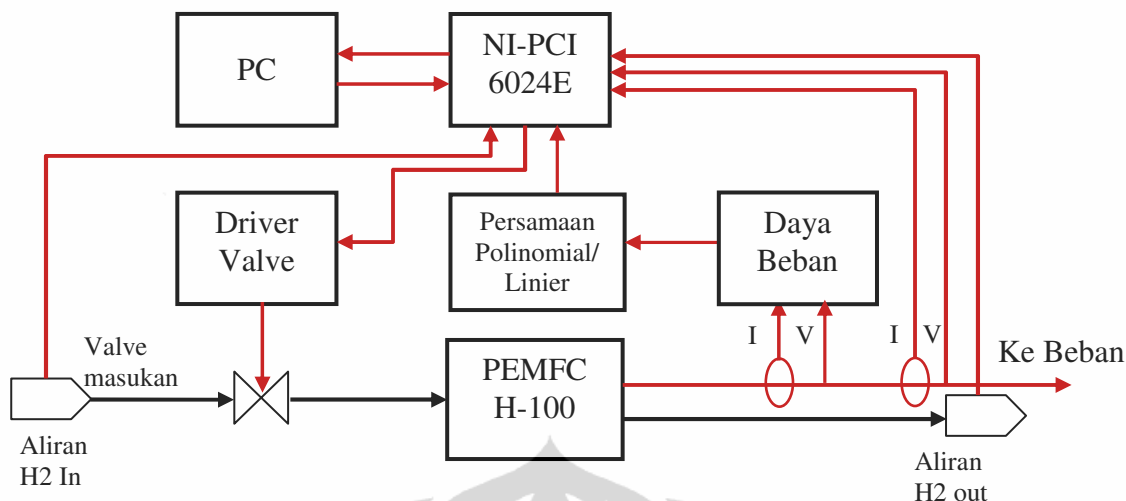 PC
NI-PCI
6024E
Driver
Valve
Persamaan
Polinomial/
Linier
Daya
Beban
I
V
I
V
Ke Beban
Valve
masukan
PEMFC
H-100
Aliran
H2 In
Aliran
H2 out